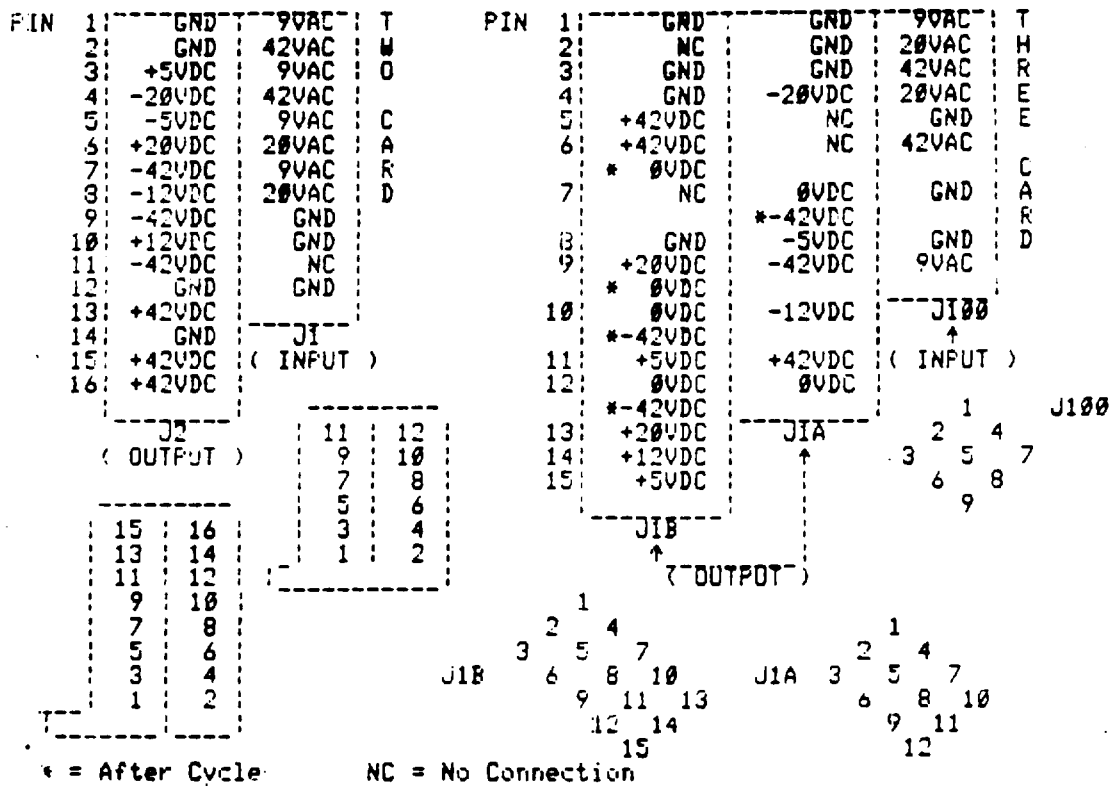 PIN 1 GND 9VAC T PIN 1 GND GND 9VAC T
2 GND 42VAC W 2 NC GND 20VAC H
3 +5VDC 9VAC O 3 GND GND 42VAC R
4 -20VDC 42VAC 4 GND -20VDC 20VAC E
5 -5VDC 9VAC C 5 +42VDC NC GND E
6 +20VDC 20VAC A 6 +42VDC NC 42VAC
7 -42VDC 9VAC R * 0VDC C
8 -12VDC 20VAC D 7 NC 0VDC GND A
9 -42VDC GND *-42VDC R
10 +12VDC GND 8 GND -5VDC GND D
11 -42VDC NC 9 +20VDC -42VDC 9VAC
12 GND GND * 0VDC
13 +42VDC 10 0VDC -12VDC J100
14 GND J1 *-42VDC
15 +42VDC ( INPUT ) 11 +5VDC +42VDC ( INPUT )
16 +42VDC 12 0VDC 0VDC
*-42VDC 1 J100
J2 11 12 13 +20VDC J1A 2 4
( OUTPUT ) 9 10 14 +12VDC 3 5 7
7 8 15 +5VDC 6 8
5 6 9
15 16 3 4 J1B
13 14 1 2
11 12 ( OUTPUT )
9 10 1
7 8 2 4 1
5 6 3 5 7 2 4
3 4 J1B 6 8 10 J1A 3 5 7
1 2 9 11 13 6 8 10
12 14 9 11
15 12
* = After Cycle NC = No Connection